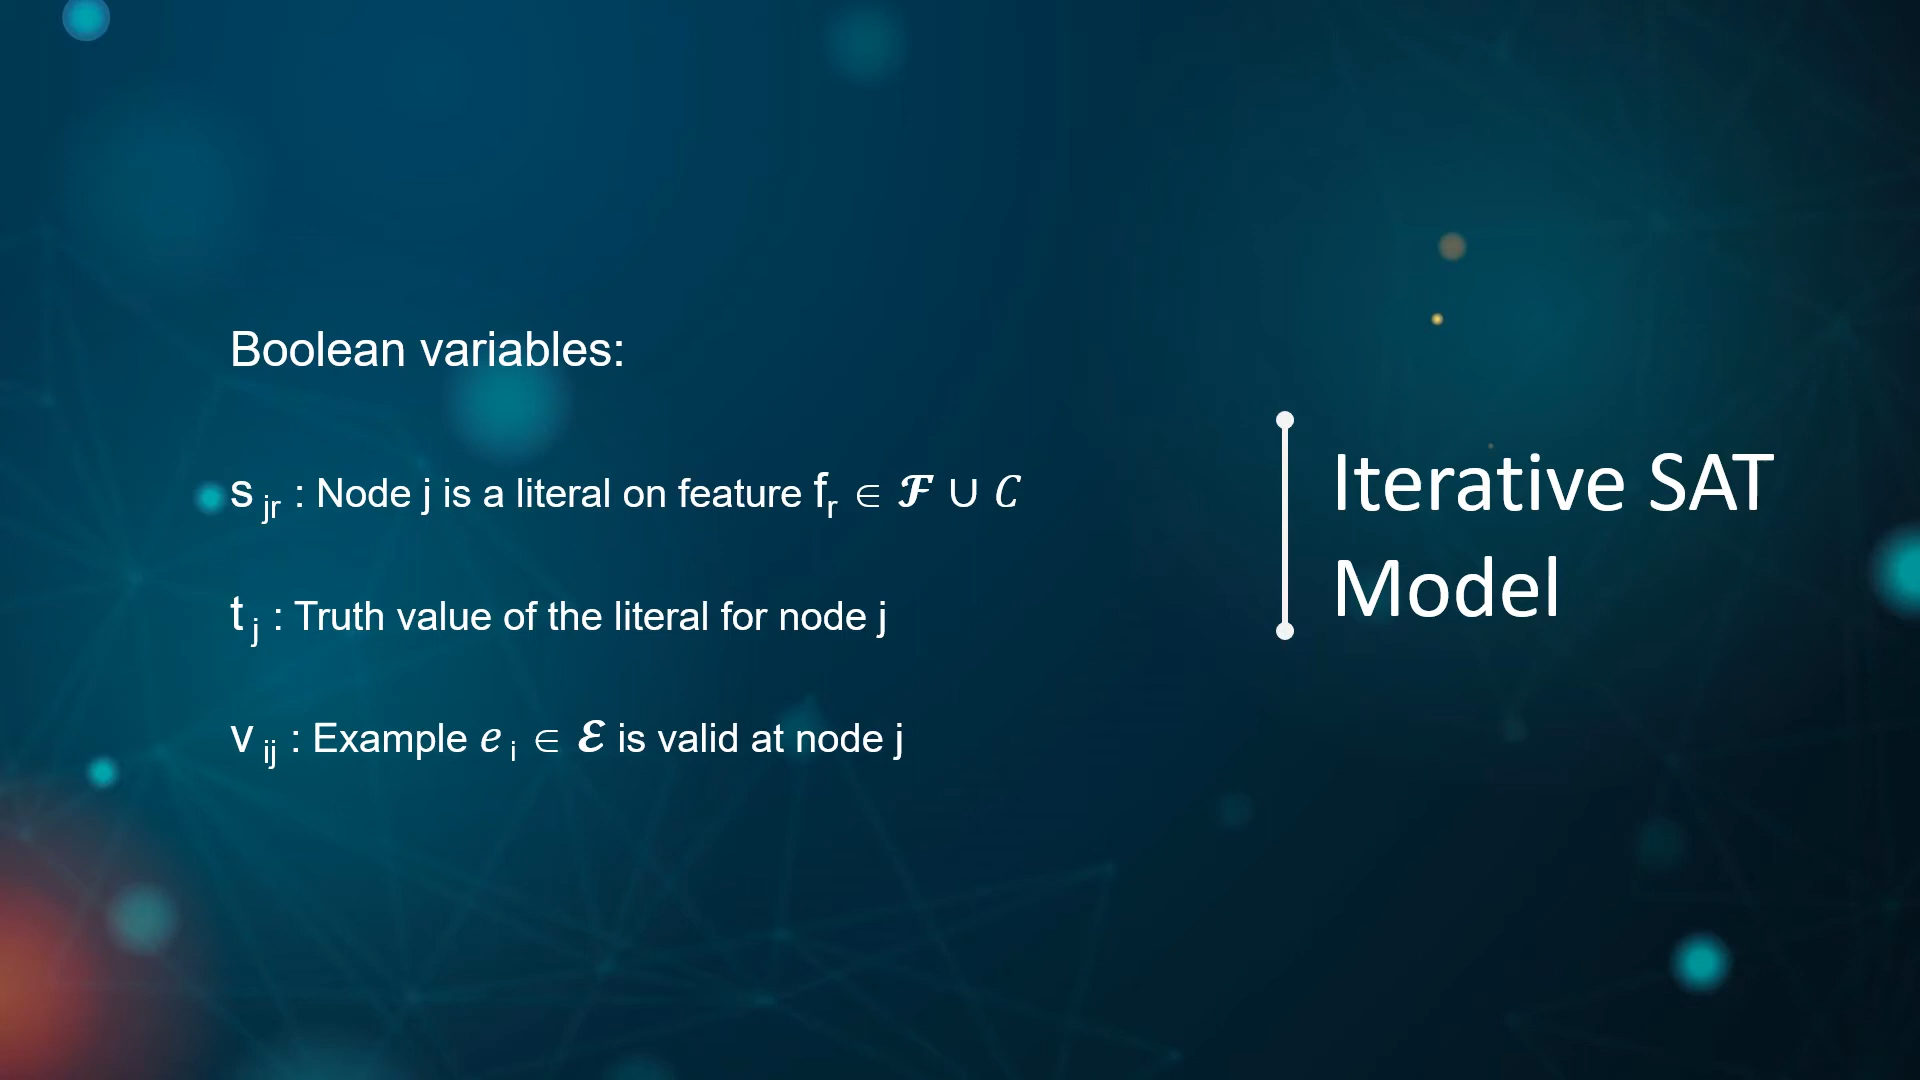 Boolean variables:
s jr : Node j is a literal on feature fr ∈ 𝓕 ∪ 𝐶
t j : Truth value of the literal for node j
v ij : Example 𝑒 i ∈ 𝓔 is valid at node j
Iterative SAT
Model